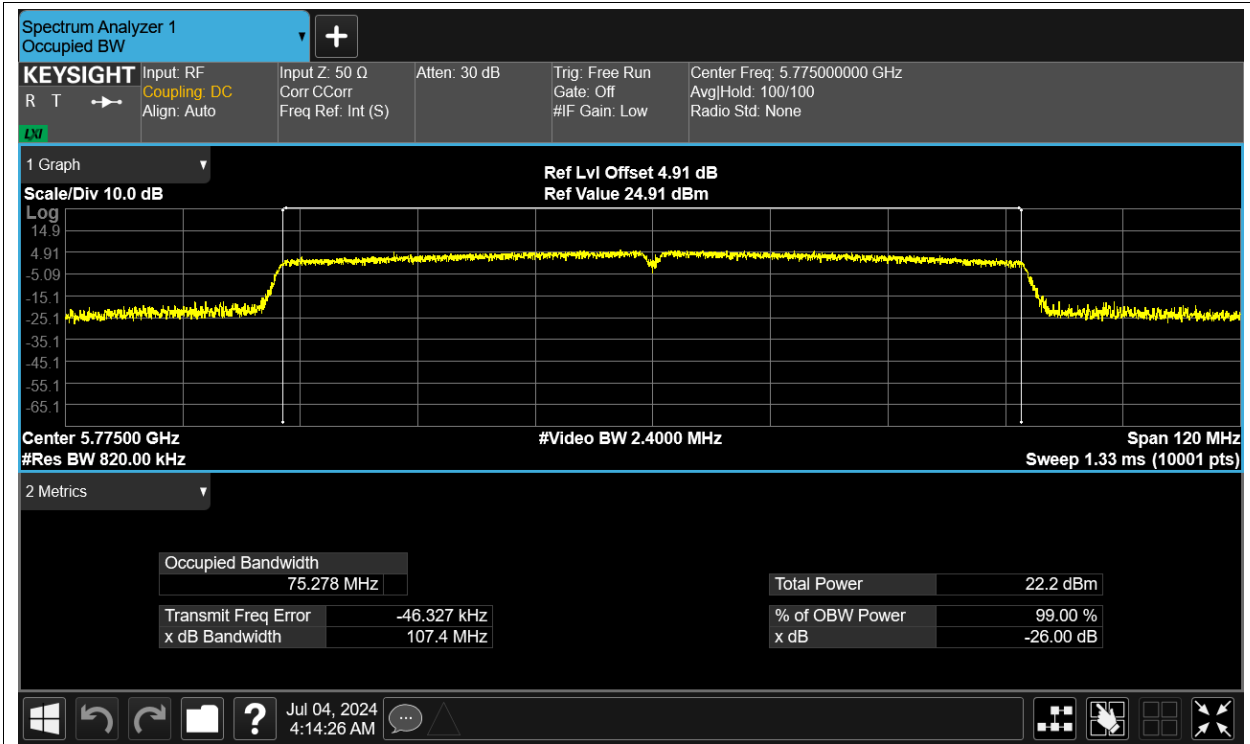 Spectrum Analyzer 1
Occupied BW
KEYSIGHT
R T
LXI
Input: RF
Coupling: DC
Align: Auto
Input Z: 50 Ω
Corr CCorr
Freq Ref: Int (S)
Atten: 30 dB
Trig: Free Run
Gate: Off
#IF Gain: Low
Center Freq: 5.775000000 GHz
Avg|Hold: 100/100
Radio Std: None
1 Graph
Scale/Div 10.0 dB
Ref Lvl Offset 4.91 dB
Ref Value 24.91 dBm
Log
14.9
4.91
-5.09
-15.1
-25.1
-35.1
-45.1
-55.1
-65.1
Center 5.77500 GHz
#Video BW 2.4000 MHz
Span 120 MHz
#Res BW 820.00 kHz
Sweep 1.33 ms (10001 pts)
2 Metrics
Occupied Bandwidth
75.278 MHz
Total Power 22.2 dBm
Transmit Freq Error -46.327 kHz
% of OBW Power 99.00 %
x dB Bandwidth 107.4 MHz
x dB -26.00 dB
?
Jul 04, 2024
4:14:26 AM